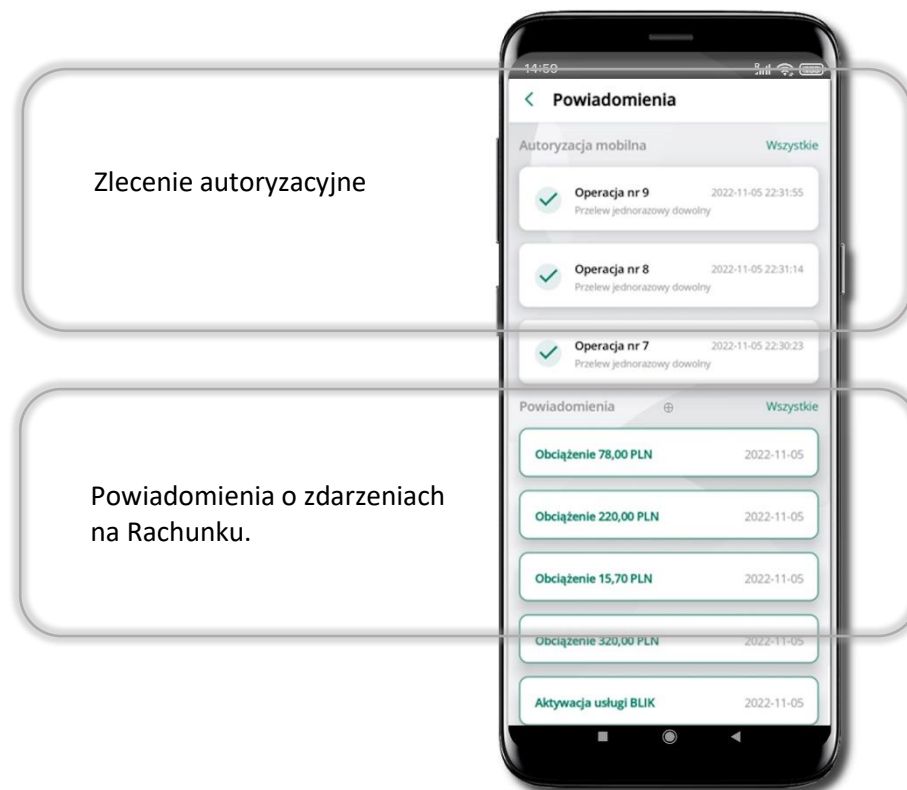 14:59
Powiadomienia
Autoryzacja mobilna Wszystkie
Zlecenie autoryzacyjne
Operacja nr 9 2022-11-05 22:31:55
Przelew jednorazowy dowolny
Operacja nr 8 2022-11-05 22:31:14
Przelew jednorazowy dowolny
Operacja nr 7 2022-11-05 22:30:23
Przelew jednorazowy dowolny
Powiadomienia Wszystkie
Obciążenie 78,00 PLN 2022-11-05
Powiadomienia o zdarzeniach
na Rachunku.
Obciążenie 220,00 PLN 2022-11-05
Obciążenie 15,70 PLN 2022-11-05
Obciążenie 320,00 PLN 2022-11-05
Aktywacja usługi BLIK 2022-11-05